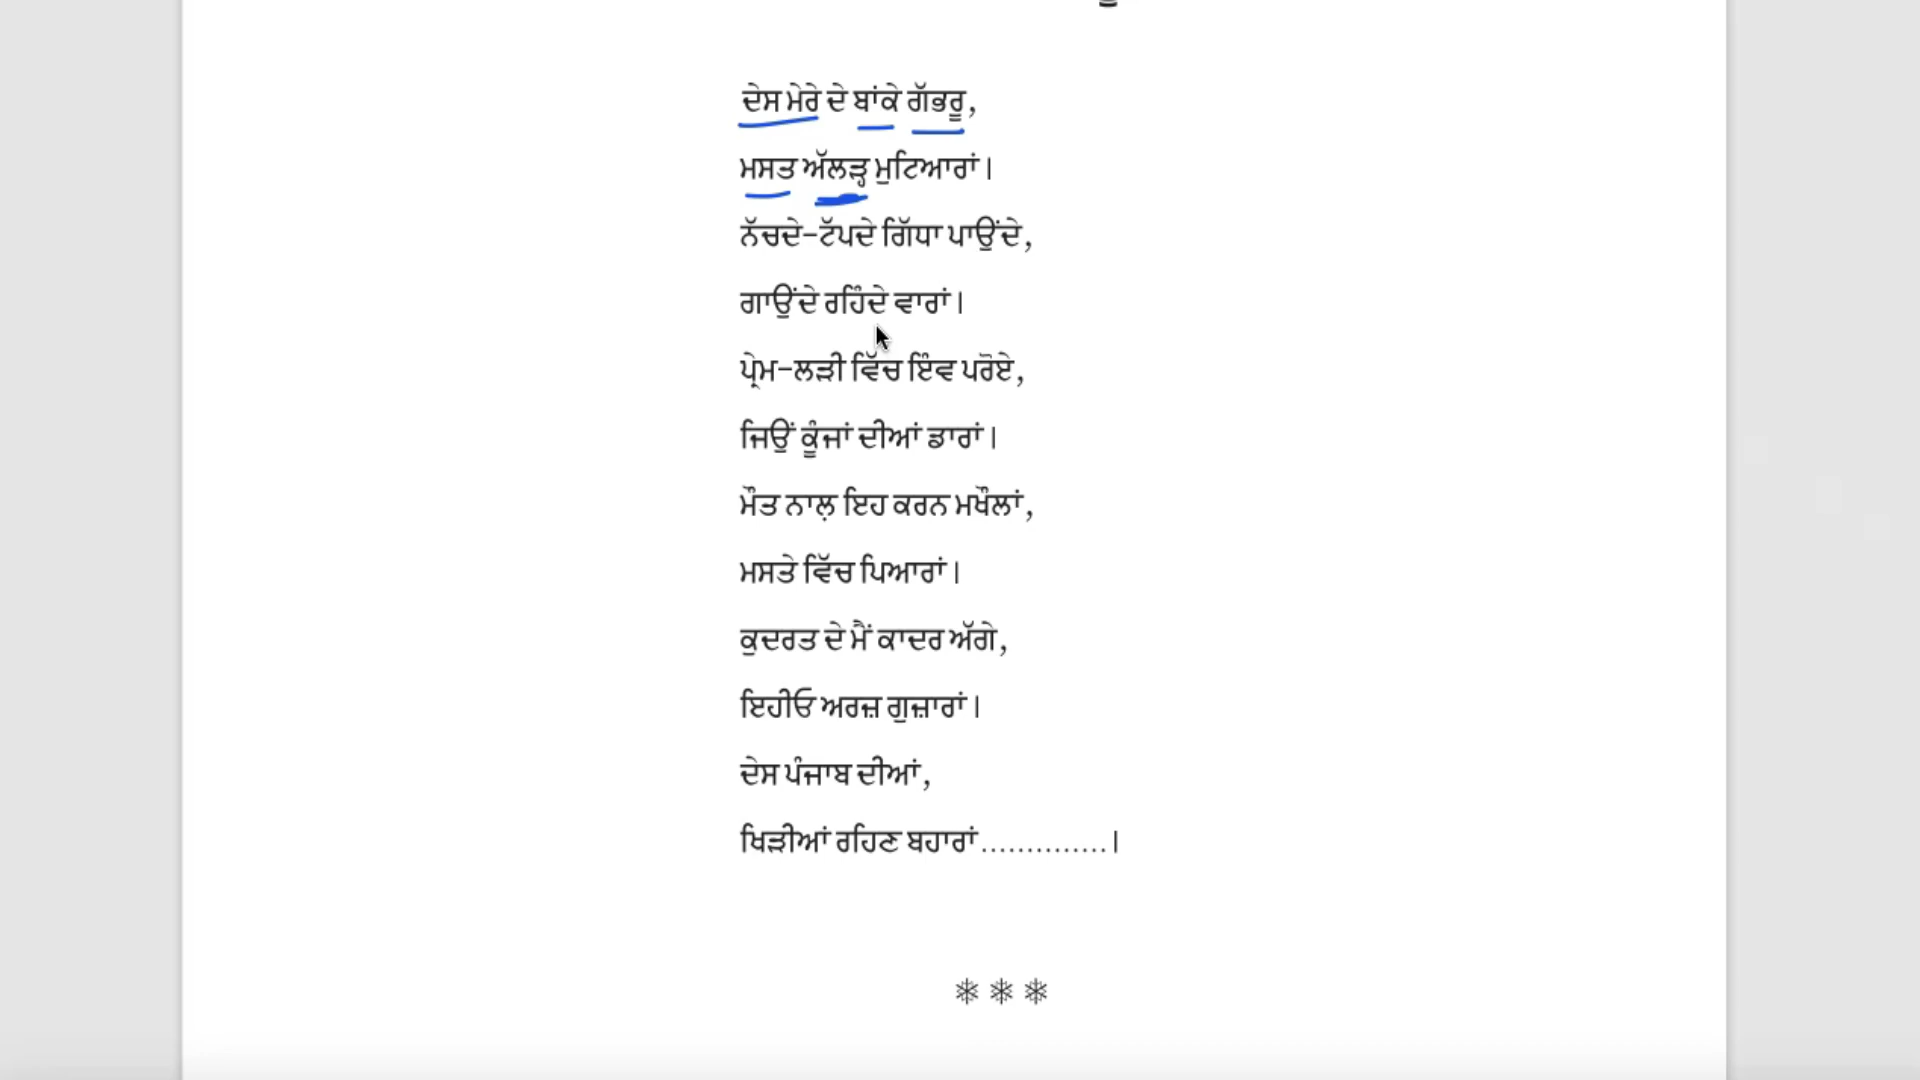 ਦੇਸ ਮੇਰੇ ਦੇ ਬਾਂਕੇ ਗੱਭਰੂ,
ਮਸਤ ਅੱਲੜ੍ਹ ਮੁਟਿਆਰਾਂ।
ਨੱਚਦੇ-ਟੱਪਦੇ ਗਿੱਧਾ ਪਾਉਂਦੇ,
ਗਾਉਂਦੇ ਰਹਿੰਦੇ ਵਾਰਾਂ।
ਪ੍ਰੇਮ-ਲੜੀ ਵਿੱਚ ਇੰਞ ਪਰੋਏ,
ਜਿਉਂ ਕੂੰਜਾਂ ਦੀਆਂ ਡਾਰਾਂ।
ਮੌਤ ਨਾਲ਼ ਇਹ ਕਰਨ ਮਖੌਲਾਂ,
ਮਸਤੇ ਵਿੱਚ ਪਿਆਰਾਂ।
ਕੁਦਰਤ ਦੇ ਮੈਂ ਕਾਦਰ ਅੱਗੇ,
ਇਹੀਓ ਅਰਜ਼ ਗੁਜ਼ਾਰਾਂ।
ਦੇਸ ਪੰਜਾਬ ਦੀਆਂ,
ਖਿੜੀਆਂ ਰਹਿਣ ਬਹਾਰਾਂ..............।